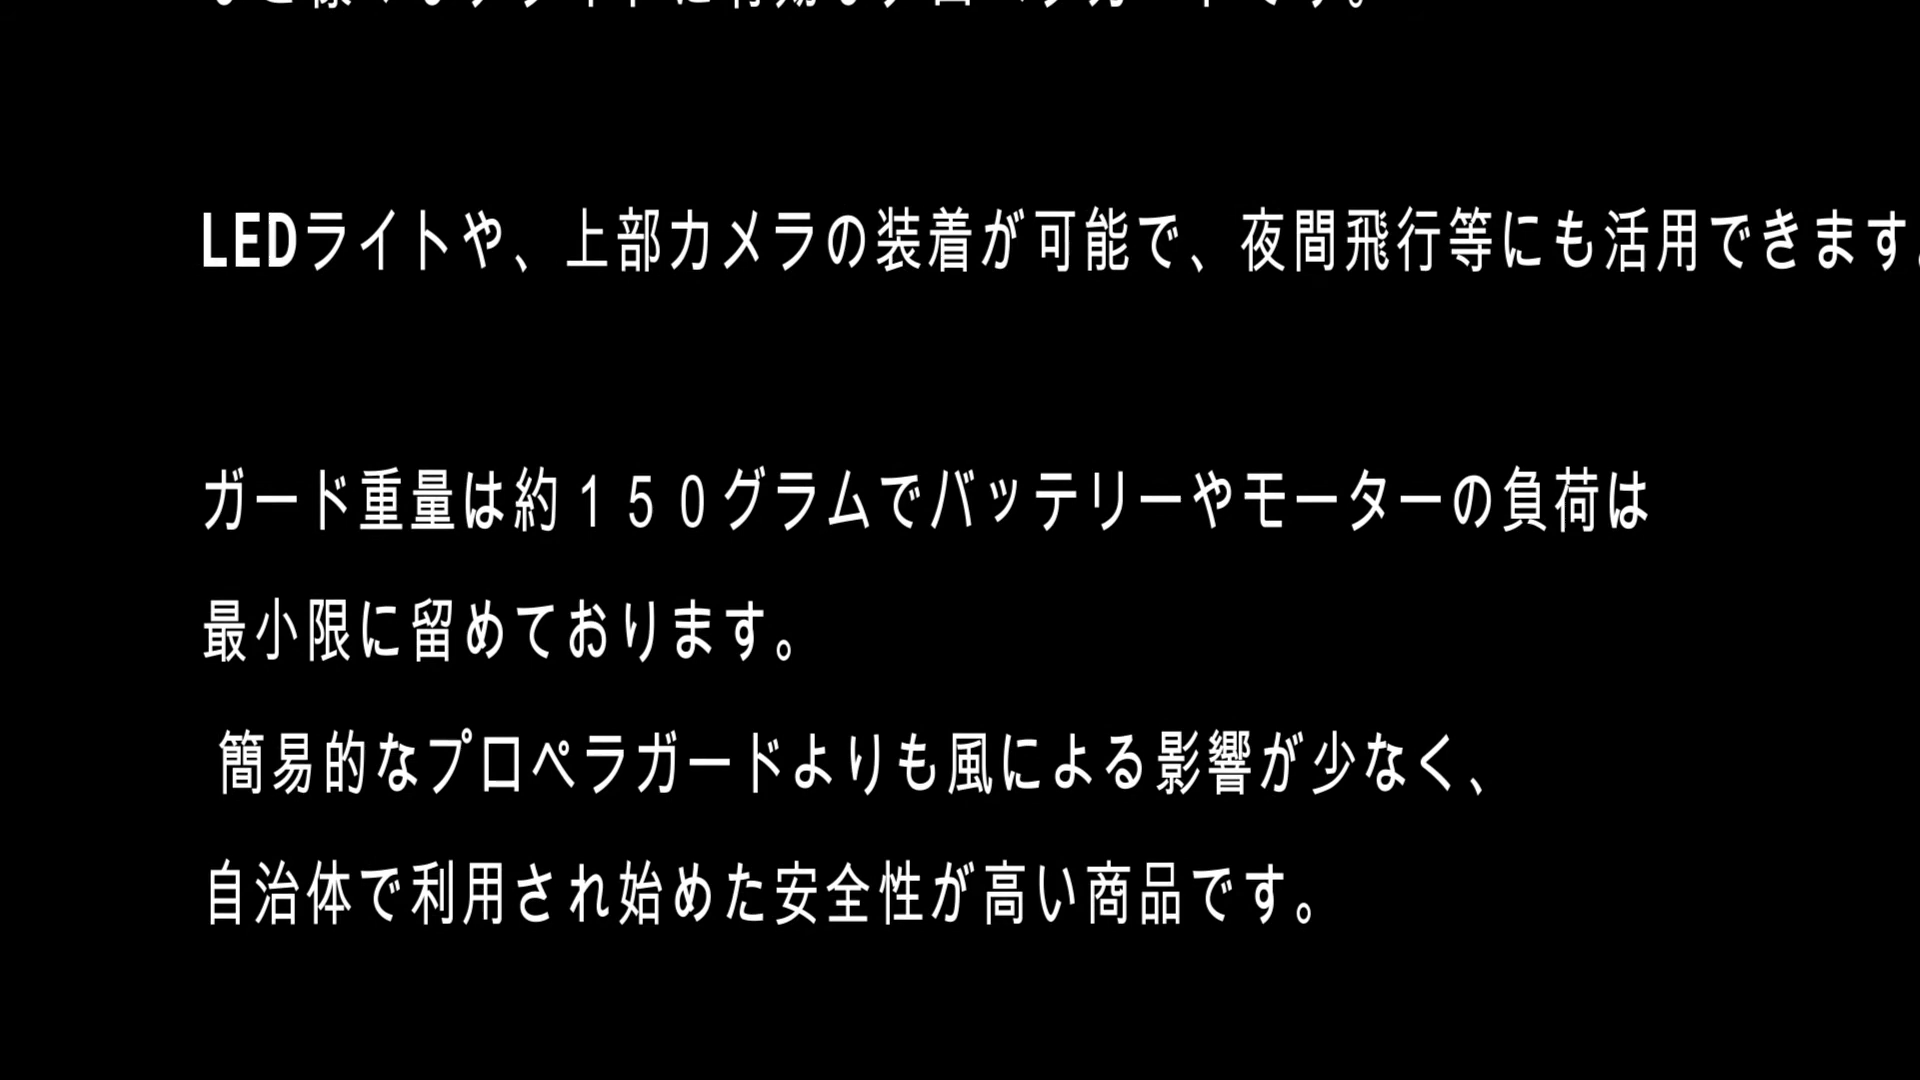 LEDライトや、上部カメラの装着が可能で、夜間飛行等にも活用できます。
ガード重量は約１５０グラムでバッテリーやモーターの負荷は
最小限に留めております。
簡易的なプロペラガードよりも風による影響が少なく、
自治体で利用され始めた安全性が高い商品です。